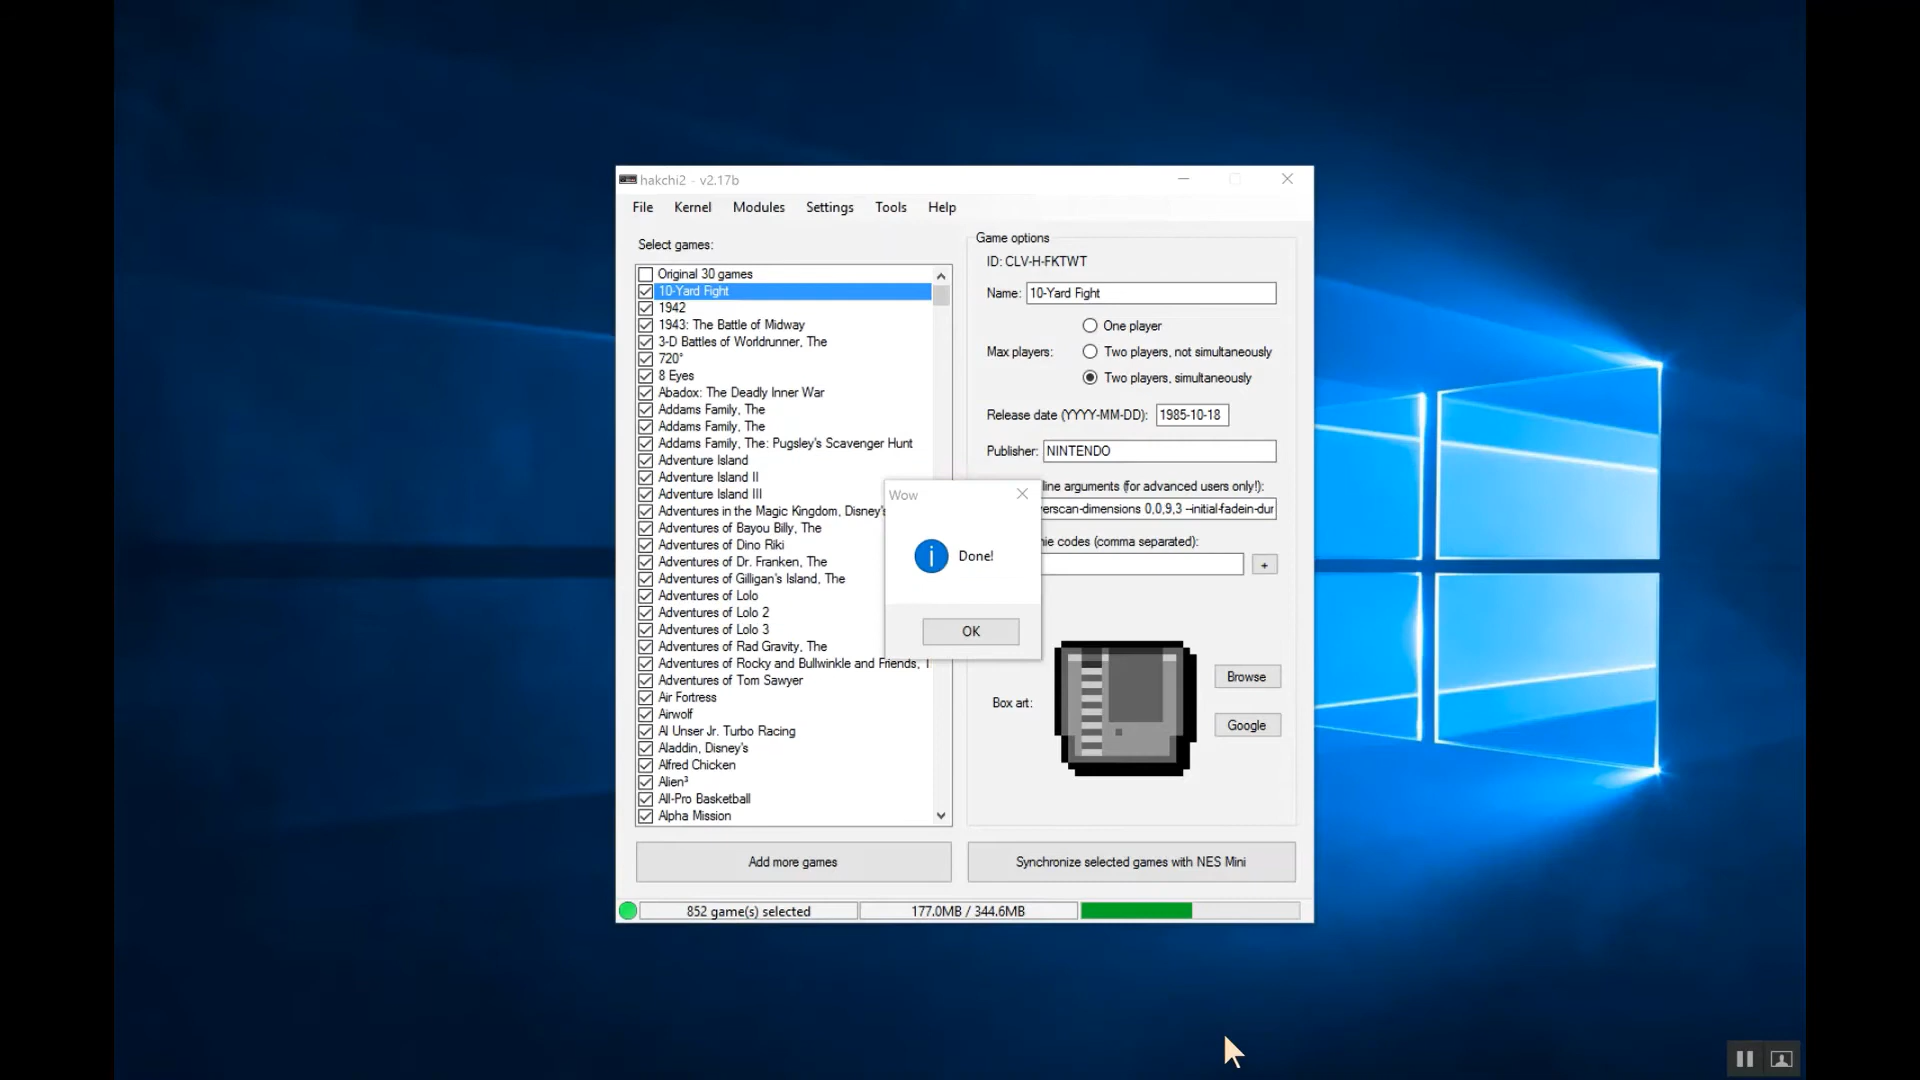 hakchi2 - v2.17b
File Kernel Modules Settings Tools Help
Select games:
Original 30 games
10-Yard Fight
1942
1943: The Battle of Midway
3-D Battles of Worldrunner, The
720°
8 Eyes
Abadox: The Deadly Inner War
Addams Family, The
Addams Family, The
Addams Family, The: Pugsley's Scavenger Hunt
Adventure Island
Adventure Island II
Adventure Island III
Adventures in the Magic Kingdom, Disney's
Adventures of Bayou Billy, The
Adventures of Dino Riki
Adventures of Dr. Franken, The
Adventures of Gilligan's Island, The
Adventures of Lolo
Adventures of Lolo 2
Adventures of Lolo 3
Adventures of Rad Gravity, The
Adventures of Rocky and Bullwinkle and Friends, T
Adventures of Tom Sawyer
Air Fortress
Airwolf
Al Unser Jr. Turbo Racing
Aladdin, Disney's
Alfred Chicken
Alien³
All-Pro Basketball
Alpha Mission
Add more games
Game options
ID: CLV-H-FKTWT
Name: 10-Yard Fight
One player
Max players: Two players, not simultaneously
Two players, simultaneously
Release date (YYYY-MM-DD): 1985-10-18
Publisher: NINTENDO
line arguments (for advanced users only!):
verscan-dimensions 0,0,9,3 --initial-fadein-dur
nie codes (comma separated):
+
Wow
Done!
OK
Box art:
Browse
Google
Synchronize selected games with NES Mini
852 game(s) selected 177.0MB / 344.6MB